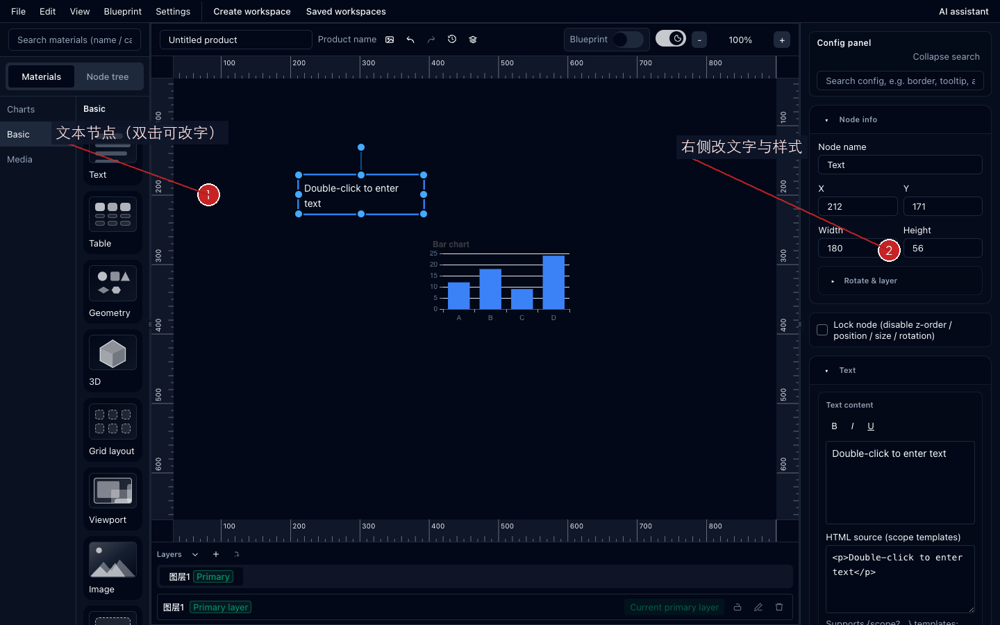 File Edit View Blueprint Settings Create workspace Saved workspaces AI assistant
Search materials (name / ca
Untitled product Product name Blueprint - 100% +
Materials Node tree
Charts
Basic
Media
Basic
Text
Table
Geometry
3D
Grid layout
Viewport
Image
100 200 300 400 500 600 700 800
100
200
300
400
500
600
100
200
300
400
500
600
文本节点（双击可改字）
1
Double-click to enter
text
Bar chart
25
20
15
10
5
0
A B C D
100 200 300 400 500 600 700 800
Layers
图层1 Primary
图层1 Primary layer Current primary layer
Config panel
Collapse search
Search config, e.g. border, tooltip, a
Node info
右侧改文字与样式
Node name
Text
X Y
212 171
Width Height
180 56
2
Rotate & layer
Lock node (disable z-order /
position / size / rotation)
Text
Text content
B I U
Double-click to enter text
HTML source (scope templates)
<p>Double-click to enter
text</p>